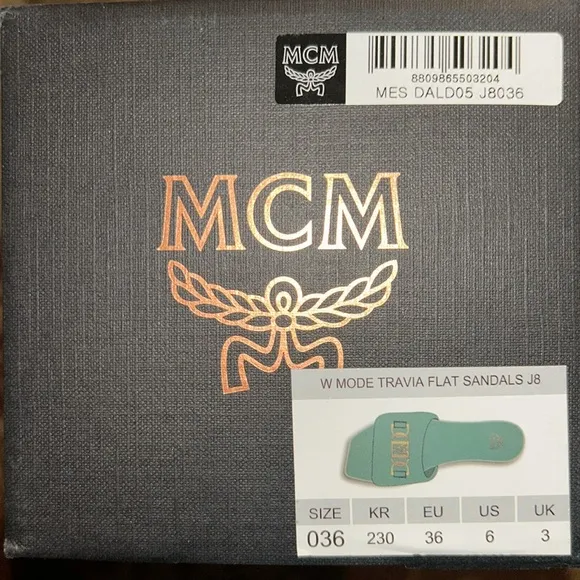 MCM
8809865503204
MES DALD05 J8036
MCM
W MODE TRAVIA FLAT SANDALS J8
SIZE KR EU US UK
036 230 36 6 3